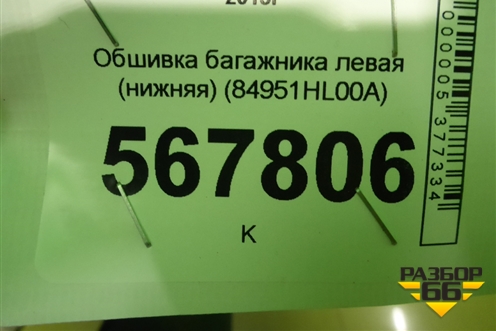 Обшивка багажника левая
(нижняя) (84951HL00A)
567806
К
000005377334
РАЗБОР
66